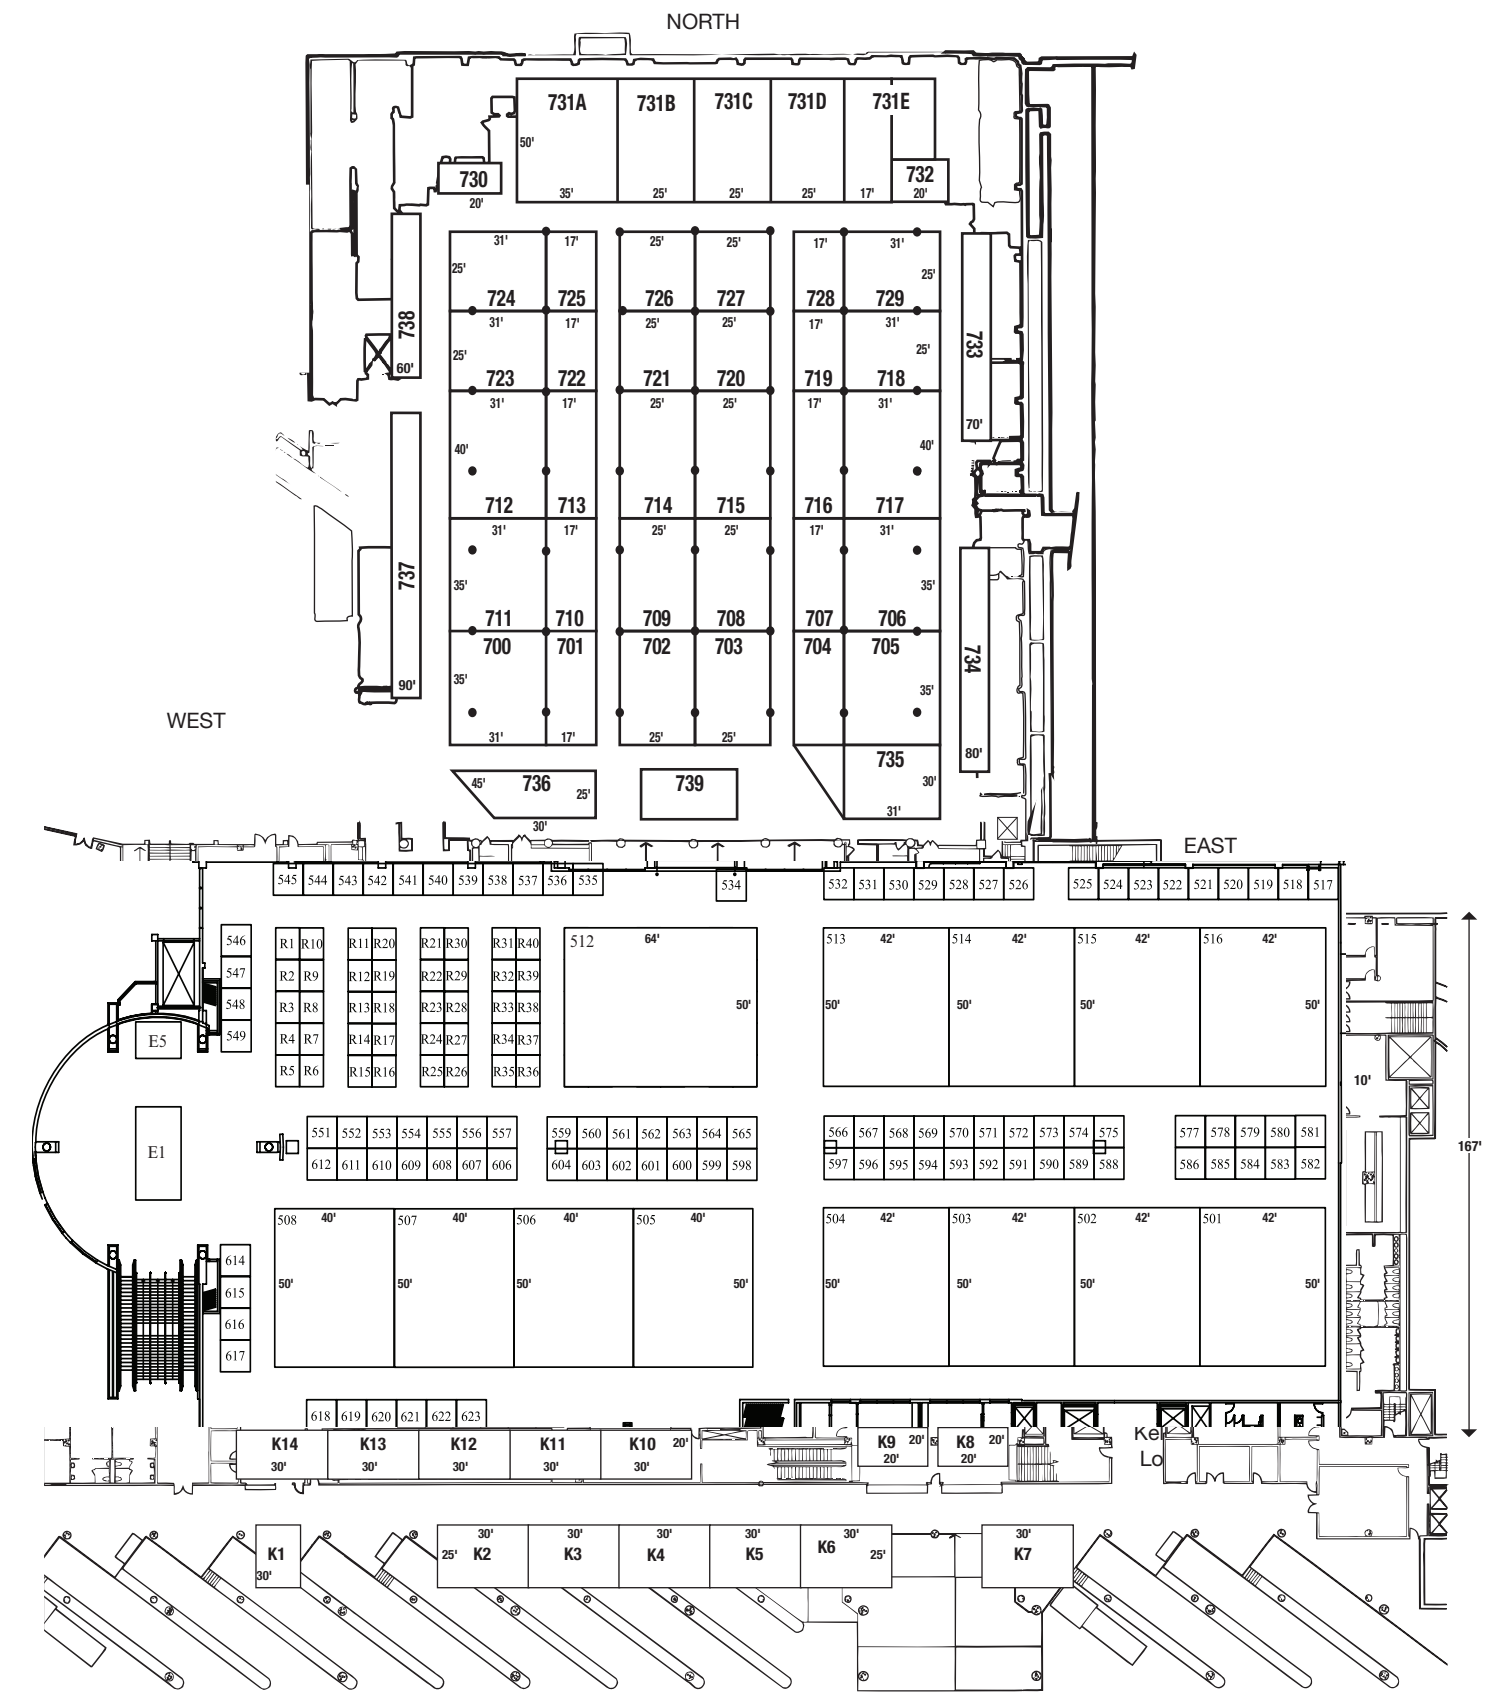 NORTH
731A 731B 731C 731D 731E
50'
732
730
35' 25' 25' 25' 17' 20'
20'
31' 17' 25' 25' 17' 31'
25' 25'
724 725 726 727 728 729
738
31' 17' 25' 25' 17' 31'
733
25' 25'
60'
723 722 721 720 719 718
31' 17' 25' 25' 17' 31'
70'
40' 40'
712 713 714 715 716 717
31' 17' 25' 25' 17' 31'
737
35' 35'
711 710 709 708 707 706
700 701 702 703 704 705
734
35' 35'
90'
WEST
31' 17' 25' 25'
735
80'
45' 736 25' 739 30'
31'
30'
EAST
545 544 543 542 541 540 539 538 537 536 535 534 532 531 530 529 528 527 526 525 524 523 522 521 520 519 518 517
546 R1 R10 R11 R20 R21 R30 R31 R40 512 64' 513 42' 514 42' 515 42' 516 42'
547 R2 R9 R12 R19 R22 R29 R32 R39
548 R3 R8 R13 R18 R23 R28 R33 R38 50' 50' 50' 50' 50'
549 R4 R7 R14 R17 R24 R27 R34 R37
E5
R5 R6 R15 R16 R25 R26 R35 R36
10'
551 552 553 554 555 556 557 559 560 561 562 563 564 565 566 567 568 569 570 571 572 573 574 575 577 578 579 580 581
E1
167'
612 611 610 609 608 607 606 604 603 602 601 600 599 598 597 596 595 594 593 592 591 590 589 588 586 585 584 583 582
508 40' 507 40' 506 40' 505 40' 504 42' 503 42' 502 42' 501 42'
614
50' 50' 50' 50' 50' 50' 50' 50'
615
616
617
618 619 620 621 622 623
Ke
Lo
K14 K13 K12 K11 K10 20' K9 20' K8 20'
30' 30' 30' 30' 30' 20' 20'
30' 30' 30' 30' 30' 30'
K1 25' K2 K3 K4 K5 K6 25' K7
30'